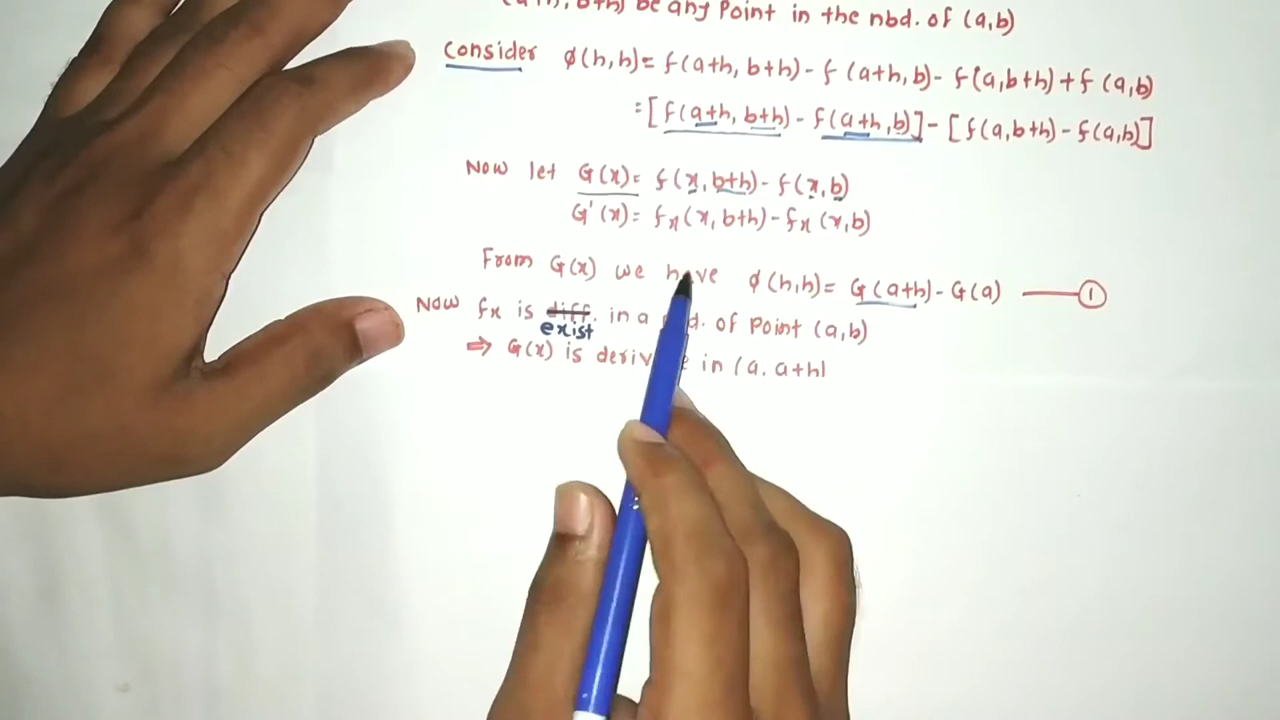 (a+h, b+h) be any point in the nbd. of (a,b)
Consider φ(h,h)= f(a+h, b+h)- f(a+h, b)- f(a,b+h)+f(a,b)
=[f(a+h, b+h)- f(a+h,b)]-[f(a,b+h)- f(a,b)]
Now let G(x)= f(x, b+h)- f(x,b)
G'(x)= fx(x, b+h)- fx(x,b)
From G(x) we have φ(h,h)= G(a+h)- G(a) 1
Now fx is diff. in a of point (a,b)
exist
⇒ G(x) is in (a, a+h)